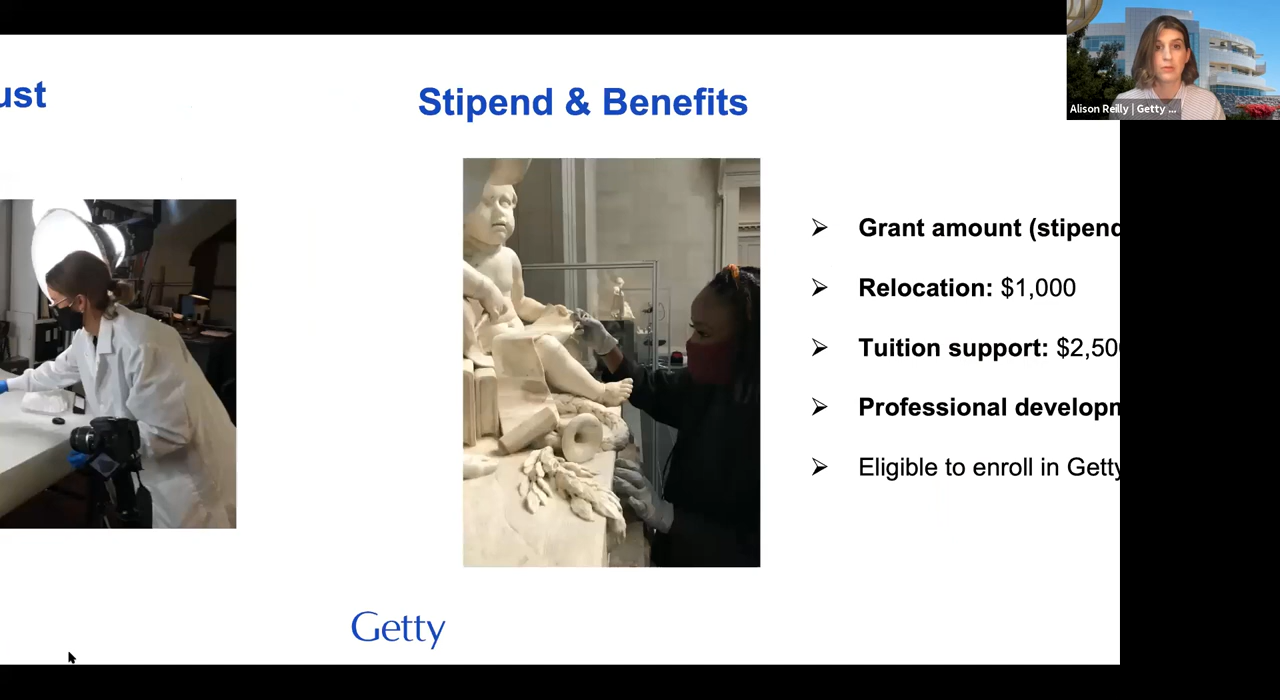 ust
Stipend & Benefits
Alison Reilly | Getty ...
Grant amount (stipend
Relocation: $1,000
Tuition support: $2,50
Professional developm
Eligible to enroll in Getty
Getty